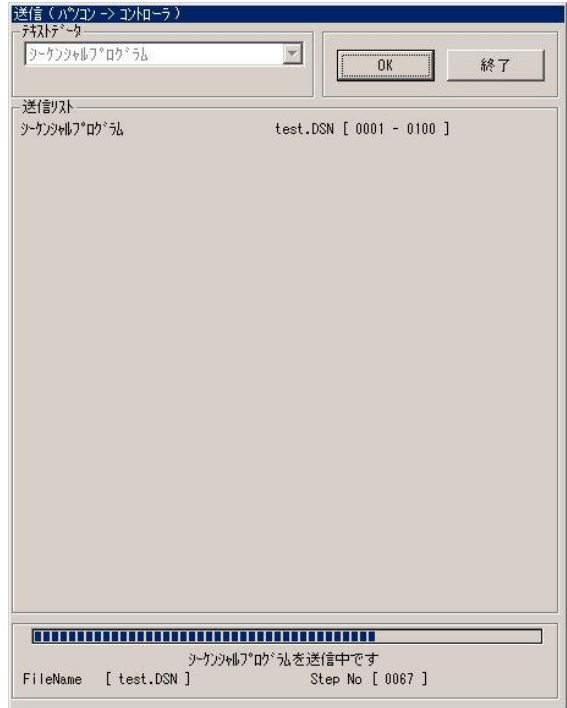 送信(パソコン -> コントローラ)
テキストデータ
シーケンシャルプログラム
OK
終了
送信リスト
シーケンシャルプログラム test.DSN [ 0001 - 0100 ]
シーケンシャルプログラムを送信中です
FileName [ test.DSN ] Step No [ 0067 ]